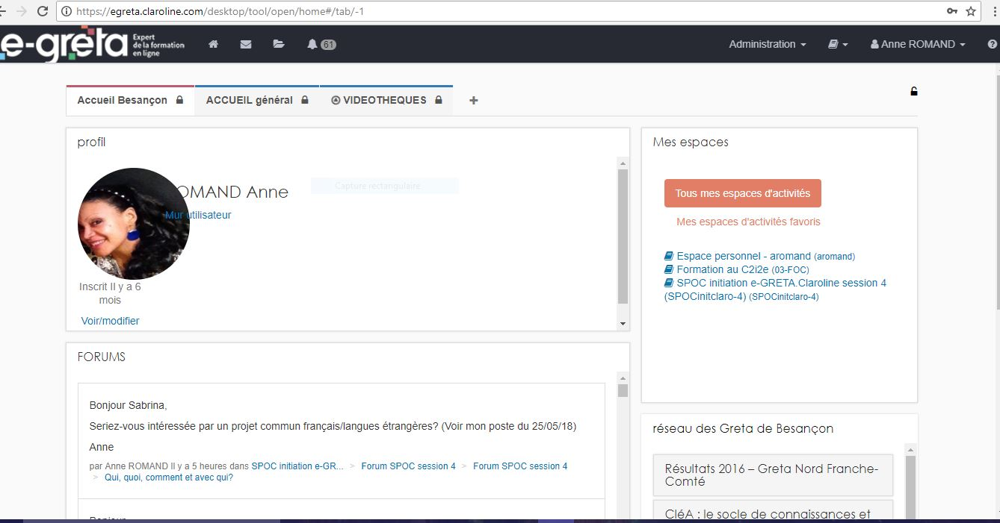 https://egreta.claroline.com/desktop/tool/open/home#/tab/-1
e-greta Expert
de la formation
en ligne
61
Administration
Anne ROMAND
Accueil Besançon
ACCUEIL général
VIDEOTHEQUES
profil
OMAND Anne
Capture rectangulaire
Mur utilisateur
Inscrit Il y a 6
mois
Voir/modifier
Mes espaces
Tous mes espaces d'activités
Mes espaces d'activités favoris
Espace personnel - aromand (aromand)
Formation au C2i2e (03-FOC)
SPOC initiation e-GRETA.Claroline session 4
(SPOCinitclaro-4) (SPOCinitclaro-4)
FORUMS
Bonjour Sabrina,
Seriez-vous intéressée par un projet commun français/langues étrangères? (Voir mon poste du 25/05/18)
Anne
par Anne ROMAND Il y a 5 heures dans SPOC initiation e-GR... > Forum SPOC session 4 > Forum SPOC session 4
> Qui, quoi, comment et avec qui?
Bonjour
réseau des Greta de Besançon
Résultats 2016 – Greta Nord Franche-
Comté
CléA : le socle de connaissances et